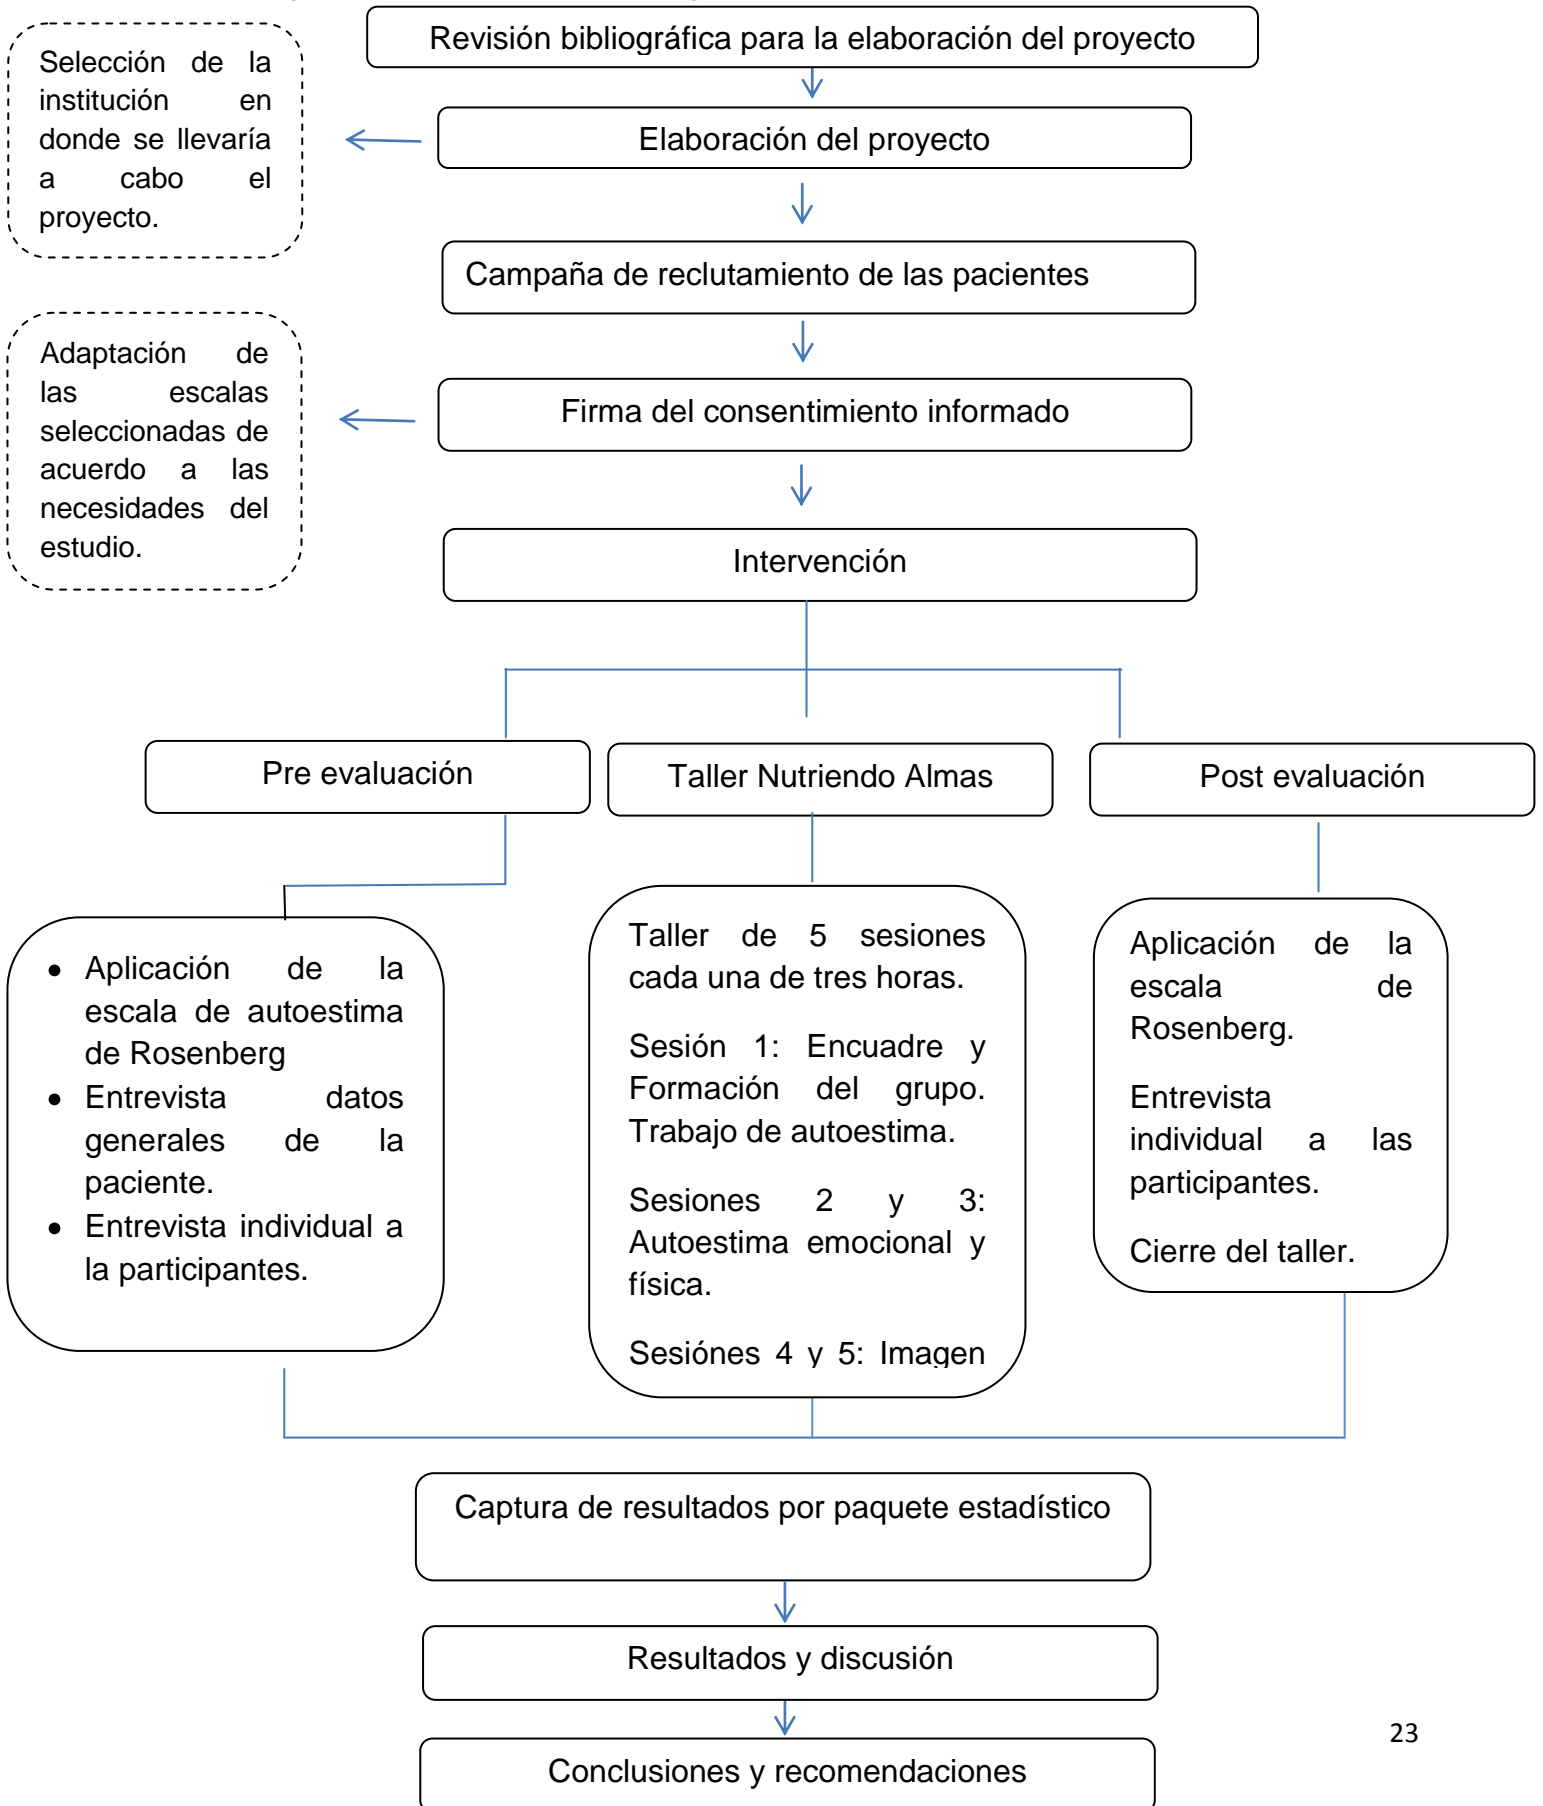 Revisión bibliográfica para la elaboración del proyecto
Selección de la
institución en
donde se llevaría
a cabo el
proyecto.
Elaboración del proyecto
Campaña de reclutamiento de las pacientes
Adaptación de
las escalas
seleccionadas de
acuerdo a las
necesidades del
estudio.
Firma del consentimiento informado
Intervención
Pre evaluación
Taller Nutriendo Almas
Post evaluación
• Aplicación de la
escala de autoestima
de Rosenberg
• Entrevista datos
generales de la
paciente.
• Entrevista individual a
la participantes.
Taller de 5 sesiones
cada una de tres horas.
Sesión 1: Encuadre y
Formación del grupo.
Trabajo de autoestima.
Sesiones 2 y 3:
Autoestima emocional y
física.
Sesiónes 4 y 5: Imagen
Aplicación de la
escala de
Rosenberg.
Entrevista
individual a las
participantes.
Cierre del taller.
Captura de resultados por paquete estadístico
Resultados y discusión
Conclusiones y recomendaciones
23